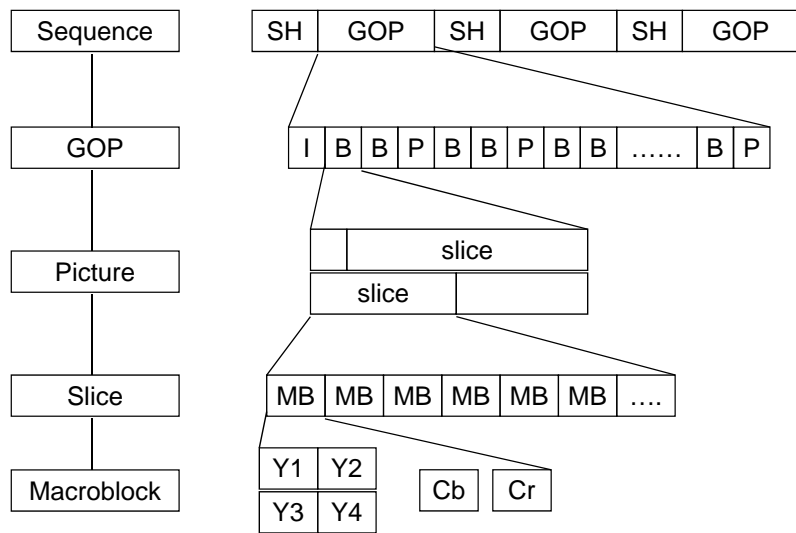 Sequence SH GOP SH GOP SH GOP
GOP I B B P B B P B B …… B P
slice
Picture
slice
Slice MB MB MB MB MB MB ….
Y1 Y2
Macroblock Cb Cr
Y3 Y4